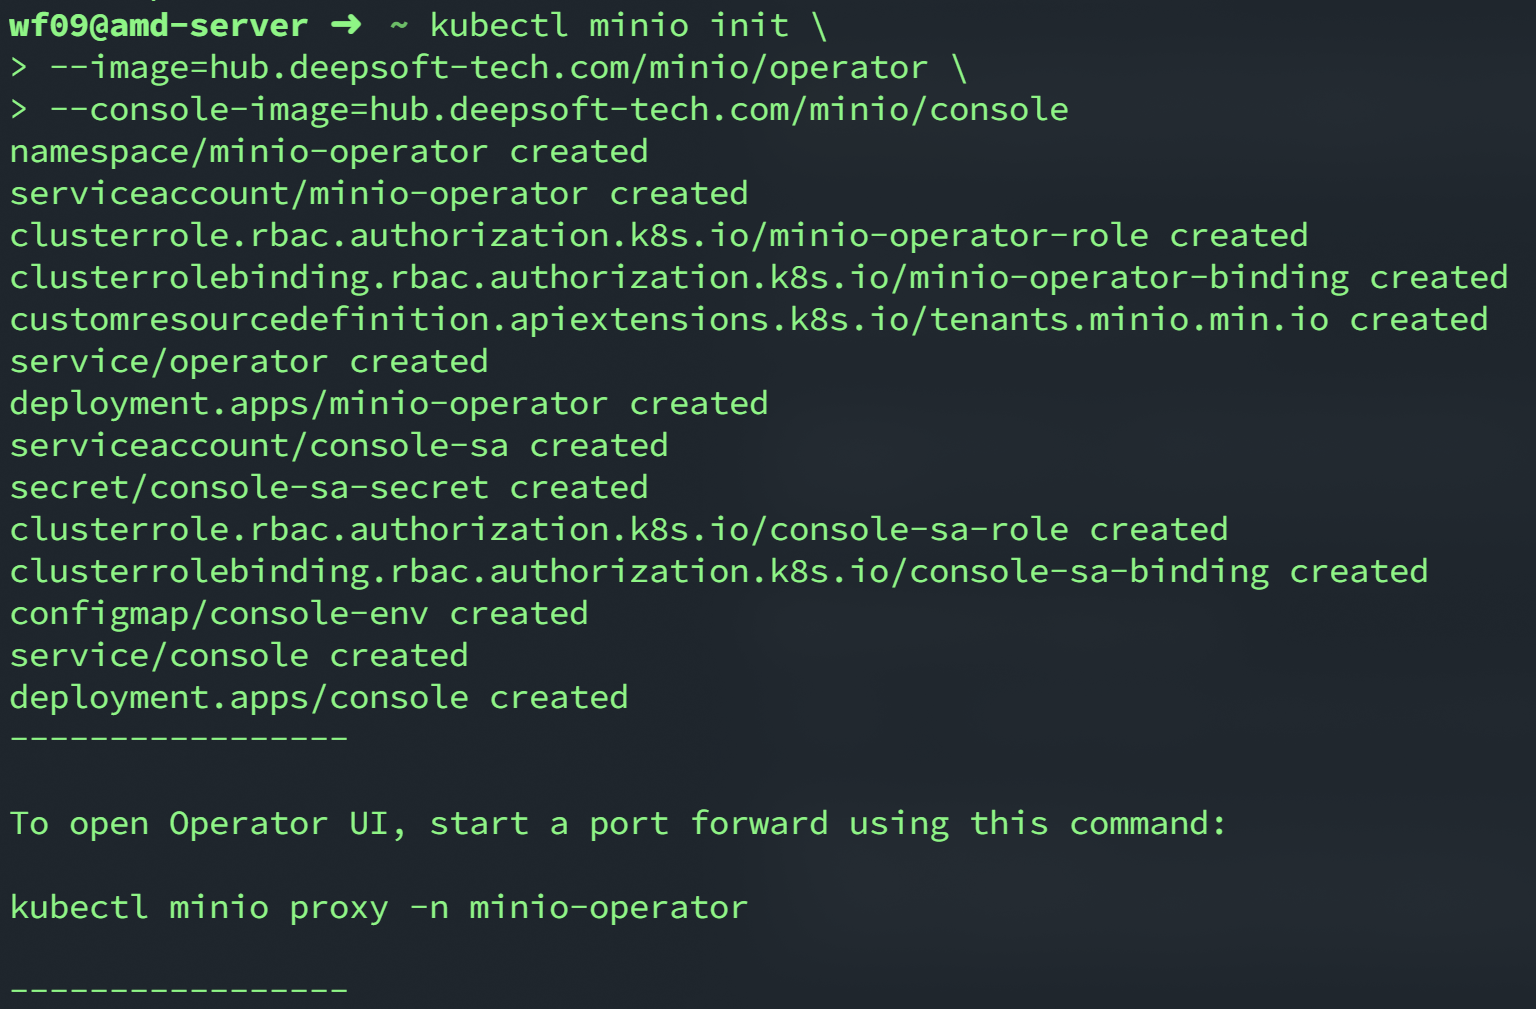 wf09@amd-server ➜ ~ kubectl minio init \
> --image=hub.deepsoft-tech.com/minio/operator \
> --console-image=hub.deepsoft-tech.com/minio/console
namespace/minio-operator created
serviceaccount/minio-operator created
clusterrole.rbac.authorization.k8s.io/minio-operator-role created
clusterrolebinding.rbac.authorization.k8s.io/minio-operator-binding created
customresourcedefinition.apiextensions.k8s.io/tenants.minio.min.io created
service/operator created
deployment.apps/minio-operator created
serviceaccount/console-sa created
secret/console-sa-secret created
clusterrole.rbac.authorization.k8s.io/console-sa-role created
clusterrolebinding.rbac.authorization.k8s.io/console-sa-binding created
configmap/console-env created
service/console created
deployment.apps/console created
-----------------
To open Operator UI, start a port forward using this command:
kubectl minio proxy -n minio-operator
-----------------